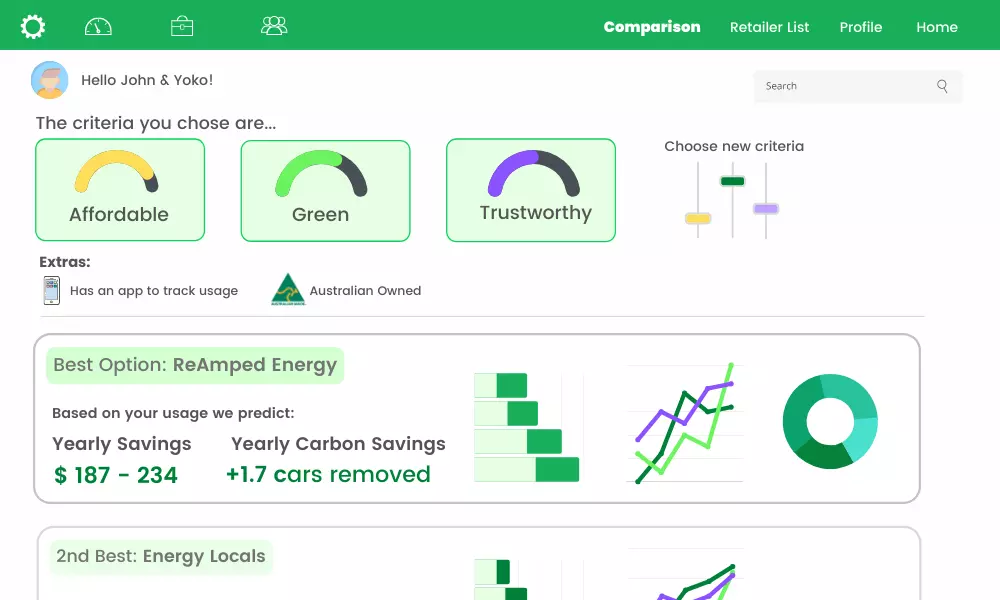 Comparison
Retailer List
Profile
Home
Hello John & Yoko!
Search
The criteria you chose are...
Choose new criteria
Affordable
Green
Trustworthy
Extras:
Has an app to track usage
Australian Owned
Best Option: ReAmped Energy
Based on your usage we predict:
Yearly Savings
Yearly Carbon Savings
$ 187 - 234
+1.7 cars removed
2nd Best: Energy Locals